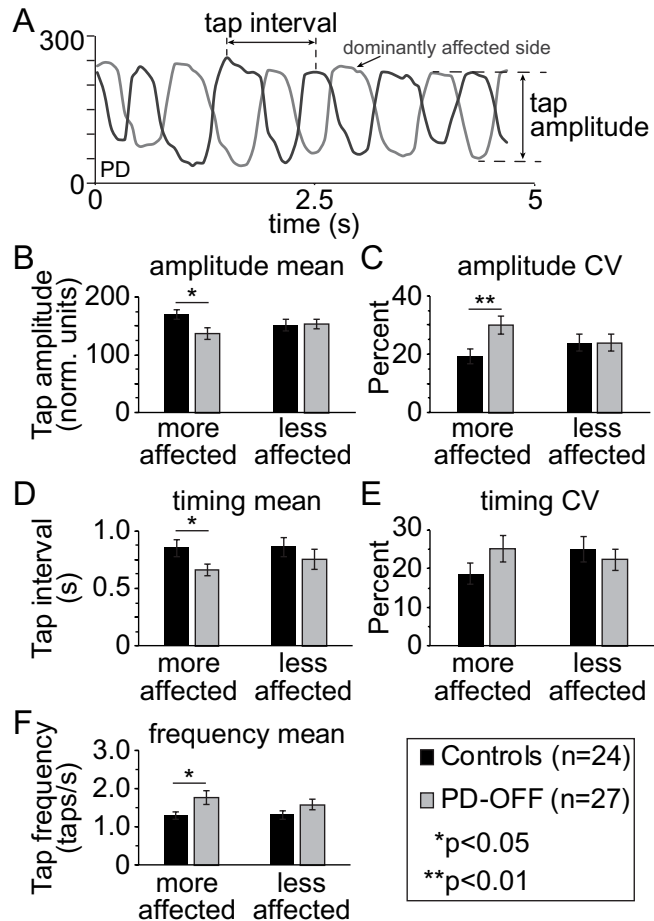 A
tap interval
dominantly affected side
300
tap
amplitude
0
PD
0
2.5
5
time (s)
B
amplitude mean
Tap amplitude
(norm. units)
150
0
*
more
affected
less
affected
C
amplitude CV
Percent
40
20
0
**
more
affected
less
affected
D
timing mean
Tap interval
(s)
1.0
0.5
0
*
more
affected
less
affected
E
timing CV
Percent
30
20
10
0
more
affected
less
affected
F
frequency mean
Tap frequency
(taps/s)
3.0
2.0
1.0
0
*
more
affected
less
affected
Controls (n=24)
PD-OFF (n=27)
*p<0.05
**p<0.01